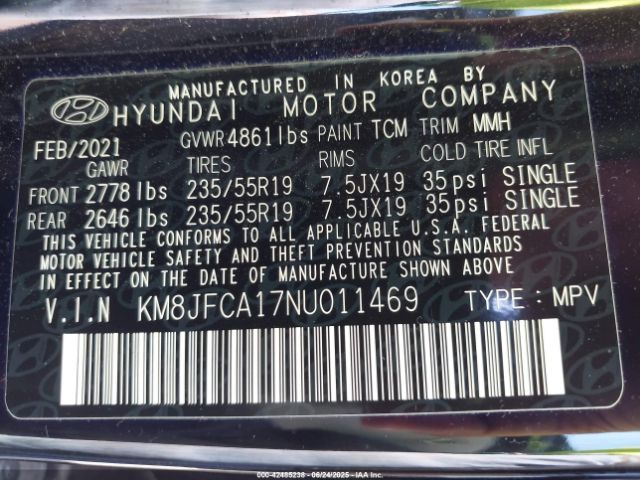 MANUFACTURED IN KOREA BY
HYUNDAI MOTOR COMPANY
FEB/2021 GVWR 4861 lbs PAINT TCM TRIM MMH
GAWR TIRES RIMS COLD TIRE INFL
FRONT 2778 lbs 235/55R19 7.5JX19 35psi SINGLE
REAR 2646 lbs 235/55R19 7.5JX19 35psi SINGLE
THIS VEHICLE CONFORMS TO ALL APPLICABLE U.S.A. FEDERAL
MOTOR VEHICLE SAFETY AND THEFT PREVENTION STANDARDS
IN EFFECT ON THE DATE OF MANUFACTURE SHOWN ABOVE.
V.I.N KM8JFCA17NU011469 TYPE : MPV
000-42485238 - 06/24/2025 - IAAI.COM